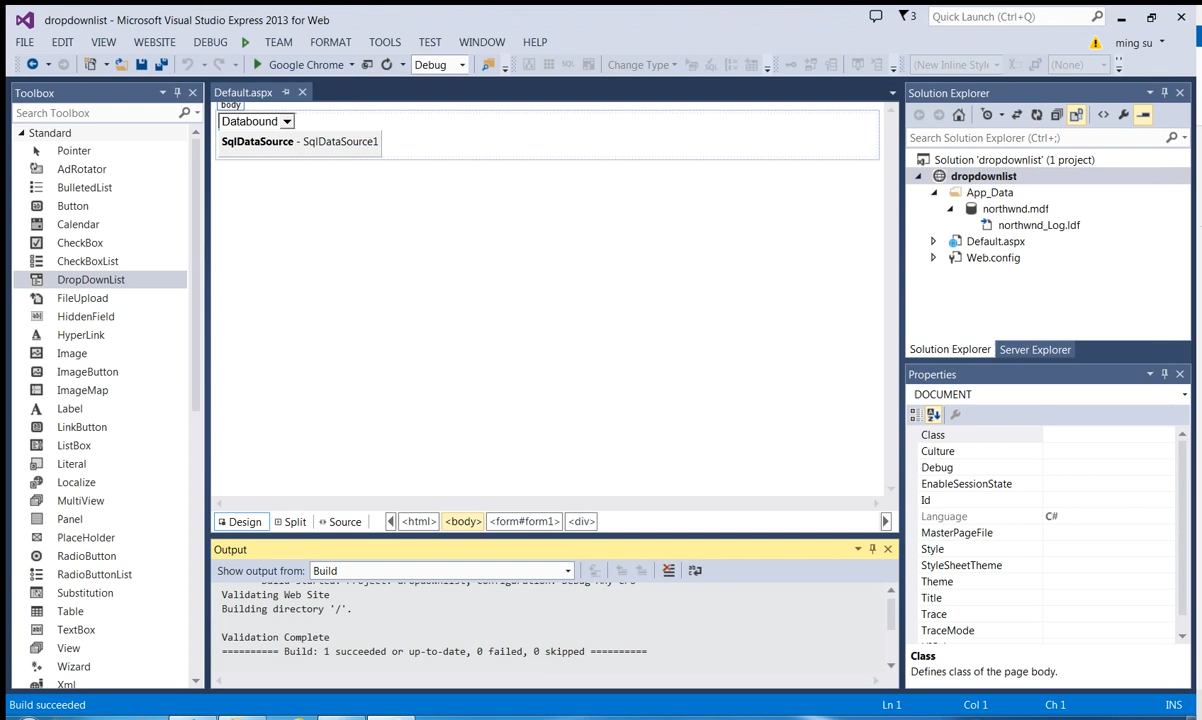 dropdownlist - Microsoft Visual Studio Express 2013 for Web
3
Quick Launch (Ctrl+Q)
FILE EDIT VIEW WEBSITE DEBUG TEAM FORMAT TOOLS TEST WINDOW HELP
ming su
Google Chrome Debug Change Type (New Inline Style) (None)
Toolbox
Search Toolbox
Standard
Pointer
AdRotator
BulletedList
Button
Calendar
CheckBox
CheckBoxList
DropDownList
FileUpload
HiddenField
HyperLink
Image
ImageButton
ImageMap
Label
LinkButton
ListBox
Literal
Localize
MultiView
Panel
PlaceHolder
RadioButton
RadioButtonList
Substitution
Table
TextBox
View
Wizard
Xml
Default.aspx
body
Databound
SqlDataSource - SqlDataSource1
Design Split Source <html> <body> <form#form1> <div>
Output
Show output from: Build
Validating Web Site
Building directory '/'.
Validation Complete
========== Build: 1 succeeded or up-to-date, 0 failed, 0 skipped ==========
Solution Explorer
Search Solution Explorer (Ctrl+;)
Solution 'dropdownlist' (1 project)
dropdownlist
App_Data
northwnd.mdf
northwnd_Log.ldf
Default.aspx
Web.config
Solution Explorer Server Explorer
Properties
DOCUMENT
Class
Culture
Debug
EnableSessionState
Id
Language C#
MasterPageFile
Style
StyleSheetTheme
Theme
Title
Trace
TraceMode
Class
Defines class of the page body.
Build succeeded Ln 1 Col 1 Ch 1 INS